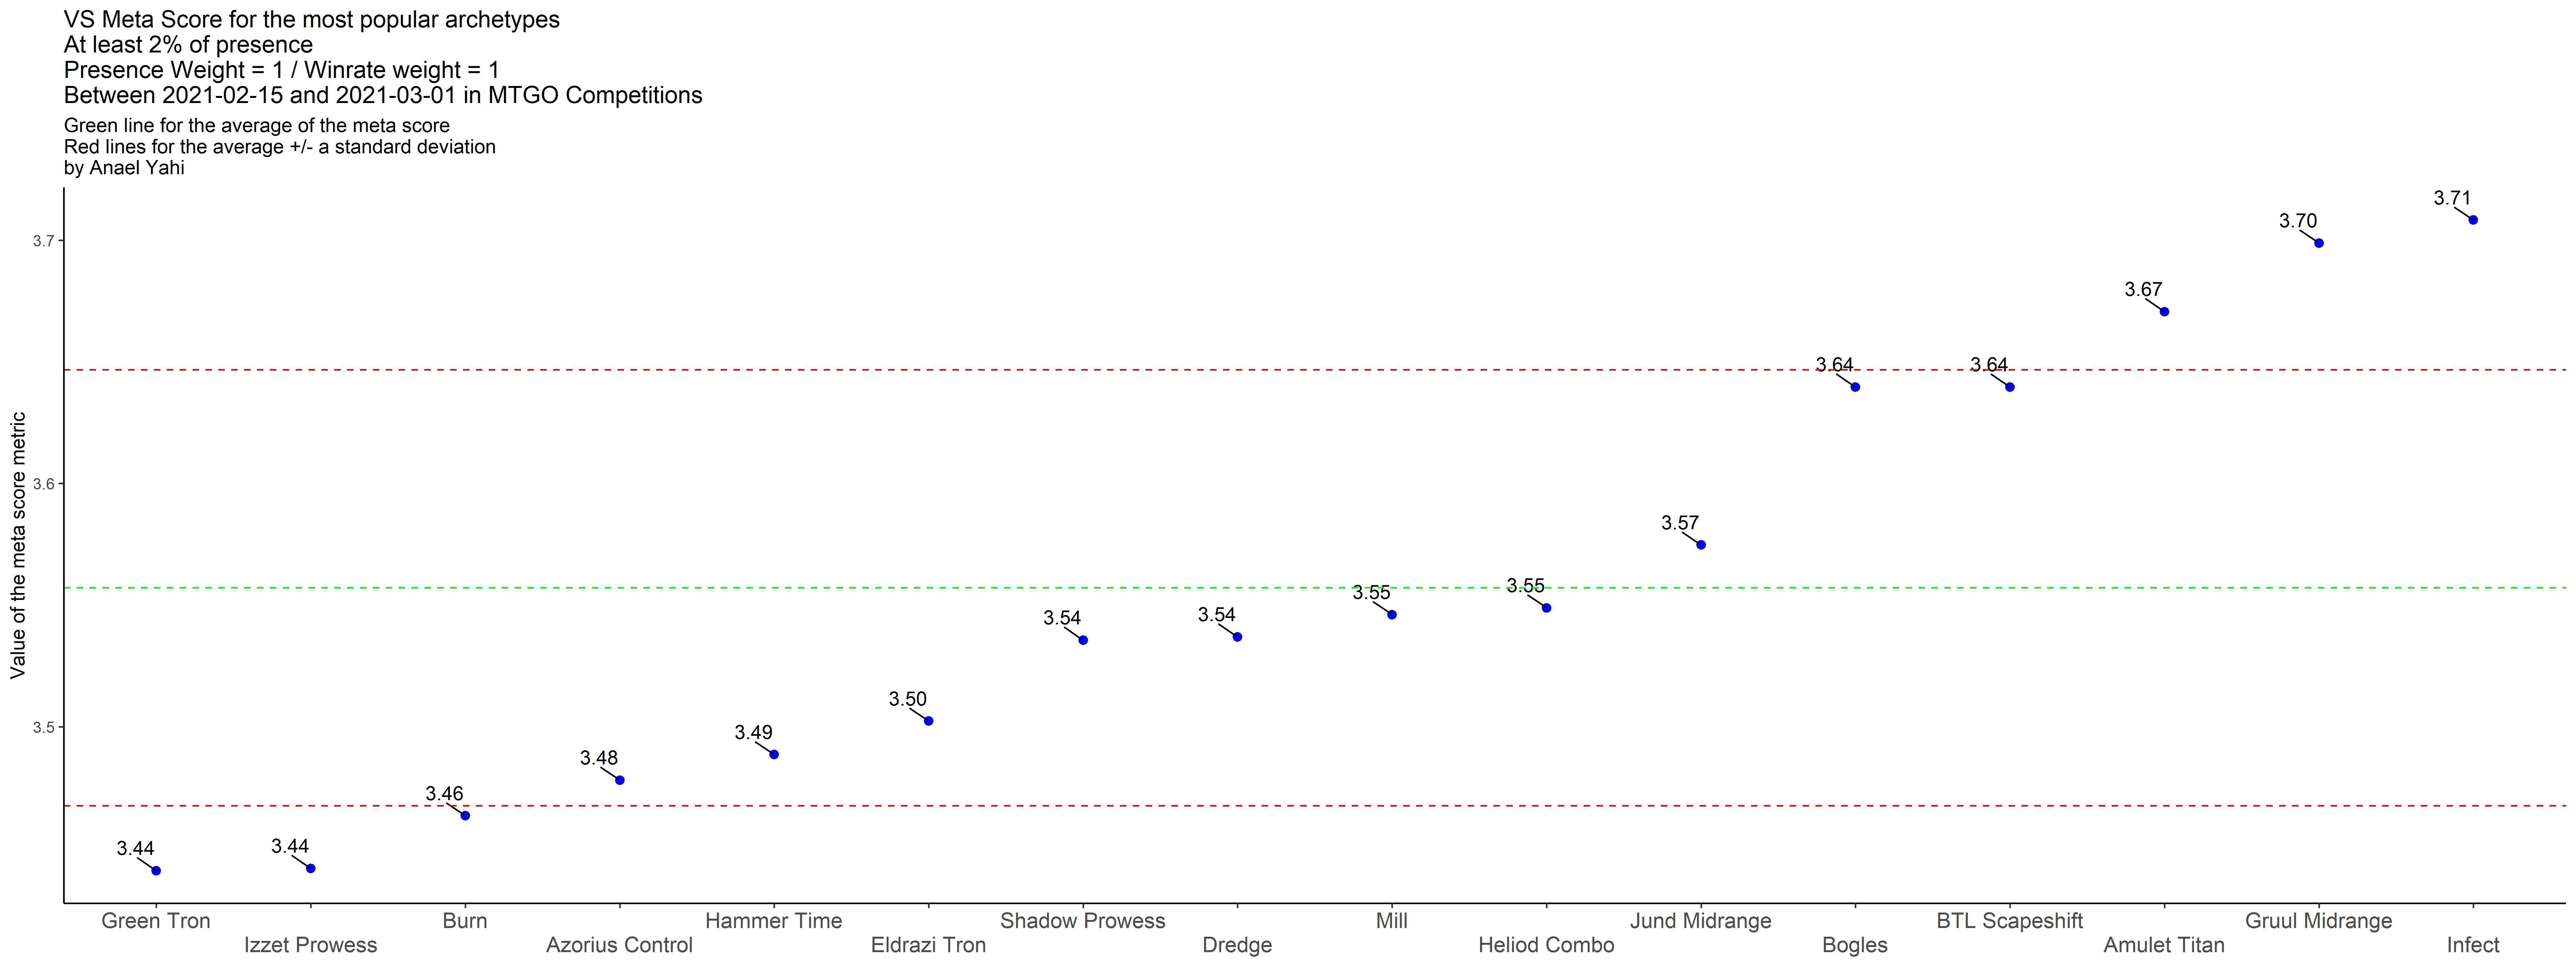 VS Meta Score for the most popular archetypes
At least 2% of presence
Presence Weight = 1 / Winrate weight = 1
Between 2021-02-15 and 2021-03-01 in MTGO Competitions
Green line for the average of the meta score
Red lines for the average +/- a standard deviation
by Anael Yahi
Value of the meta score metric
3.7
3.6
3.5
3.44
3.44
3.46
3.48
3.49
3.50
3.54
3.54
3.55
3.55
3.57
3.64
3.64
3.67
3.70
3.71
Green Tron
Izzet Prowess
Burn
Azorius Control
Hammer Time
Eldrazi Tron
Shadow Prowess
Dredge
Mill
Heliod Combo
Jund Midrange
Bogles
BTL Scapeshift
Amulet Titan
Gruul Midrange
Infect